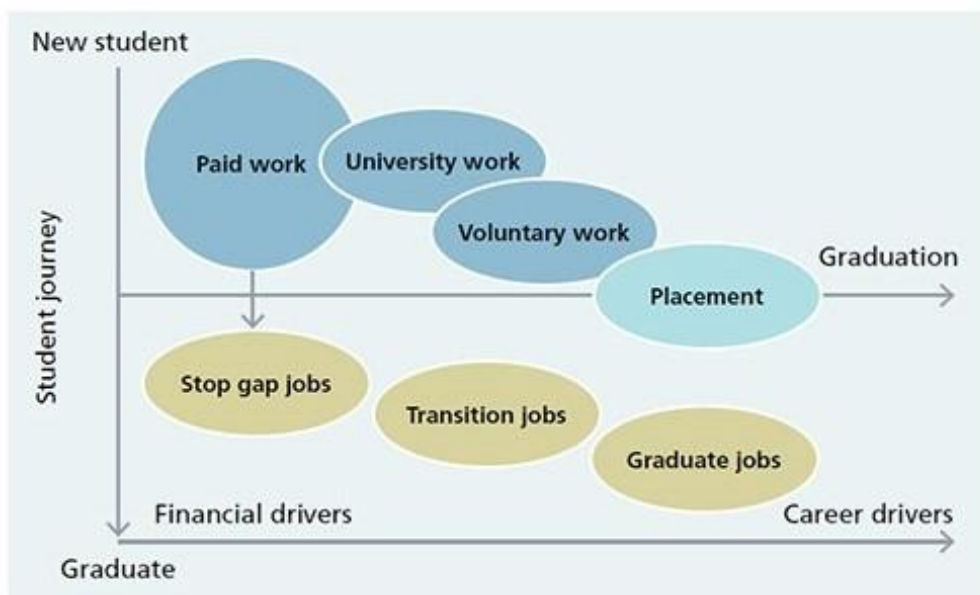 New student
Paid work
University work
Voluntary work
Graduation
Placement
Student journey
Stop gap jobs
Transition jobs
Graduate jobs
Financial drivers
Career drivers
Graduate